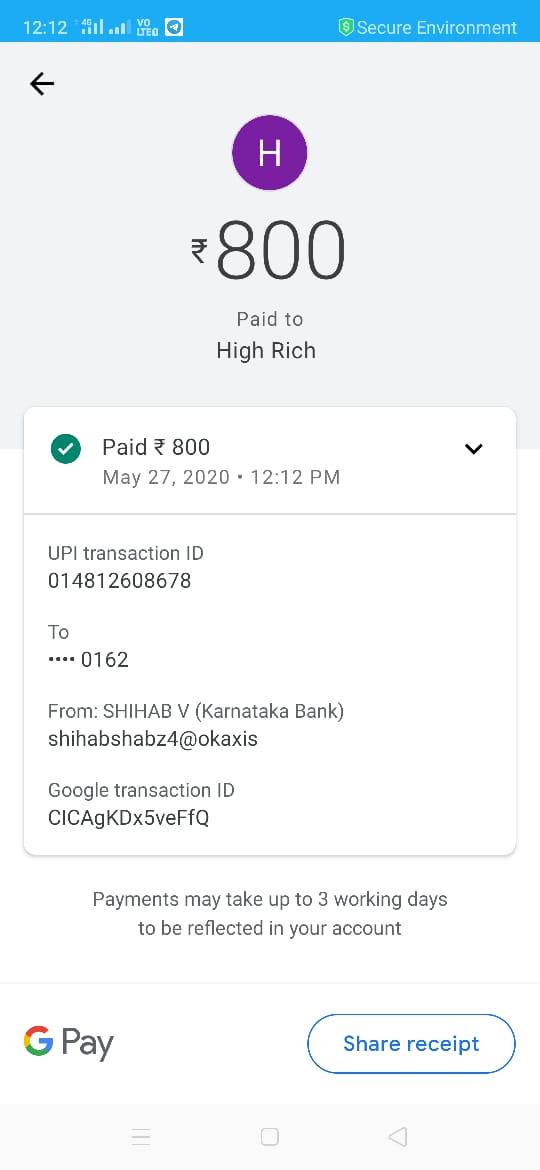 12:12 4G VO LTE Secure Environment
H
₹800
Paid to
High Rich
Paid ₹ 800
May 27, 2020 • 12:12 PM
UPI transaction ID
014812608678
To
•••• 0162
From: SHIHAB V (Karnataka Bank)
shihabshabz4@okaxis
Google transaction ID
CICAgKDx5veFfQ
Payments may take up to 3 working days
to be reflected in your account
G Pay
Share receipt